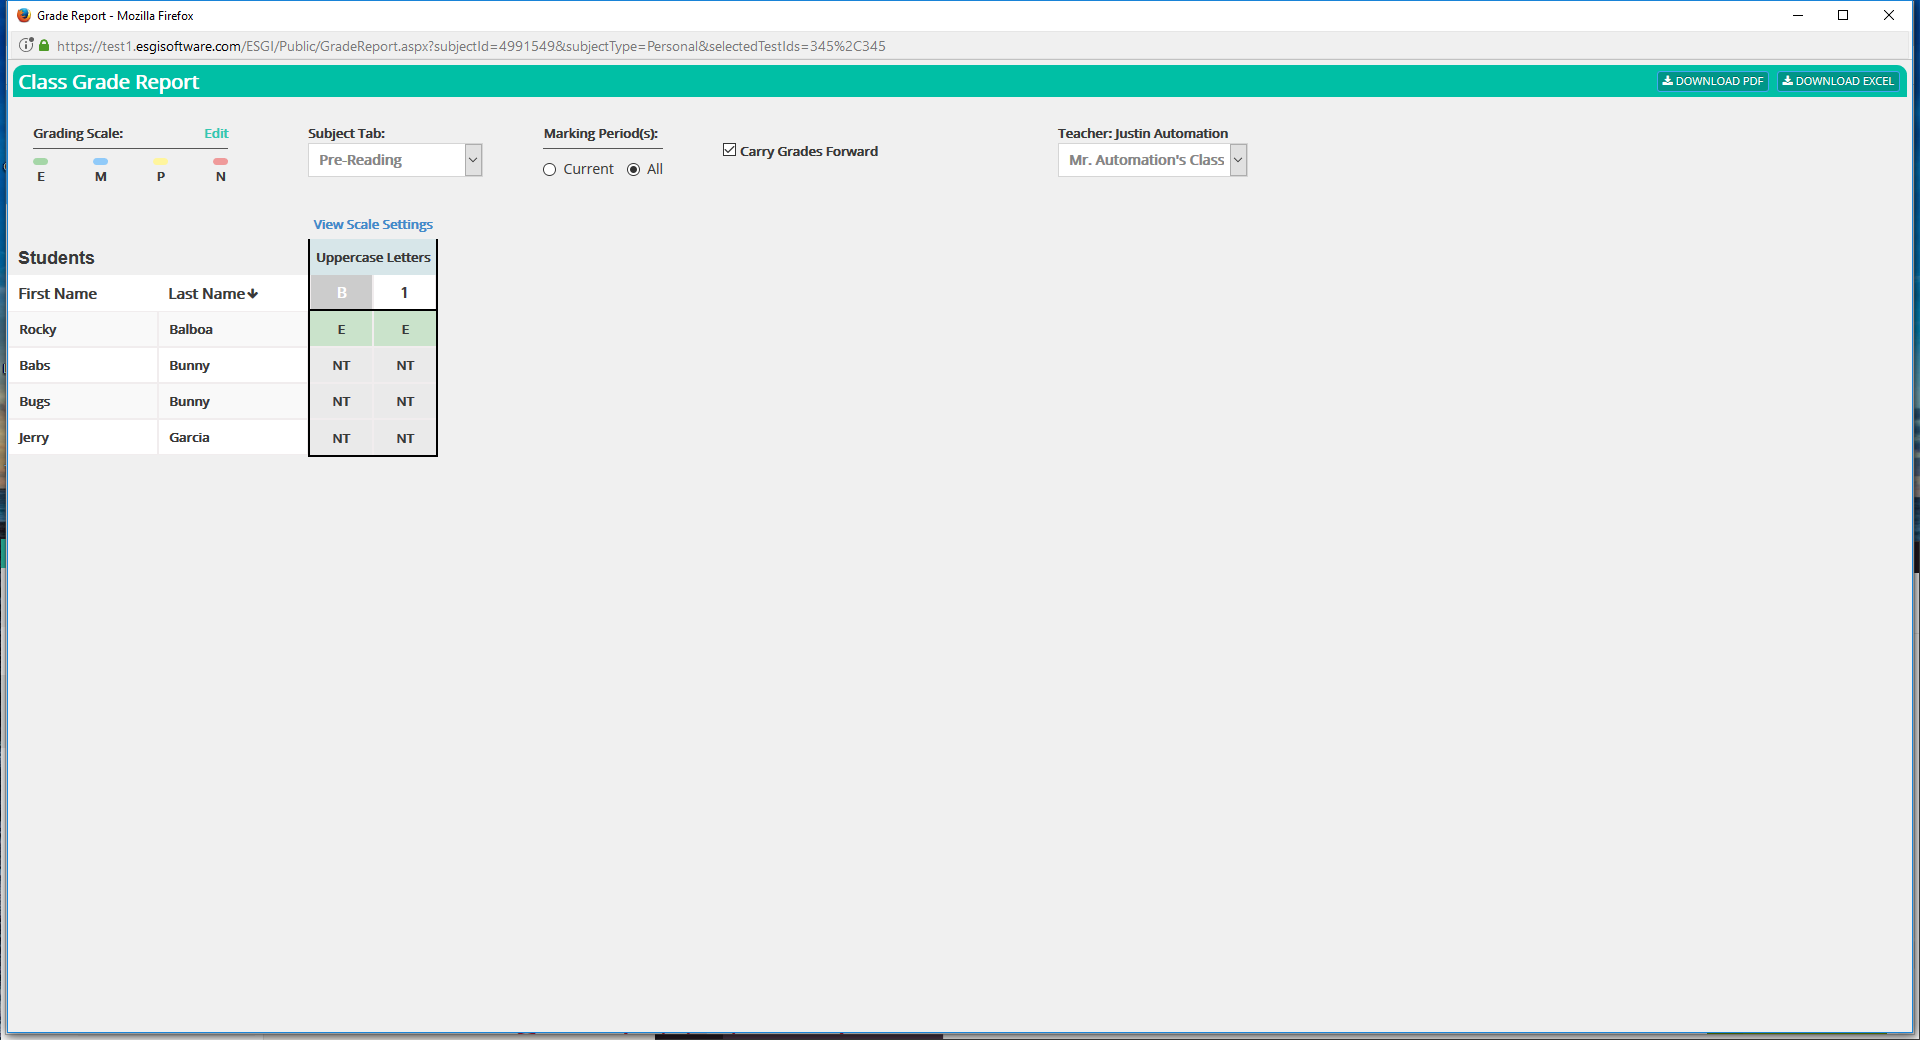 Grade Report - Mozilla Firefox
https://test1.esgisoftware.com/ESGI/Public/GradeReport.aspx?subjectId=4991549&subjectType=Personal&selectedTestIds=345%2C345
Class Grade Report DOWNLOAD PDF DOWNLOAD EXCEL
Grading Scale: Edit Subject Tab: Marking Period(s): Teacher: Justin Automation
Carry Grades Forward
Pre-Reading Mr. Automation's Class
Current All
E M P N
View Scale Settings
Students Uppercase Letters
First Name Last Name B 1
Rocky Balboa E E
Babs Bunny NT NT
Bugs Bunny NT NT
Jerry Garcia NT NT